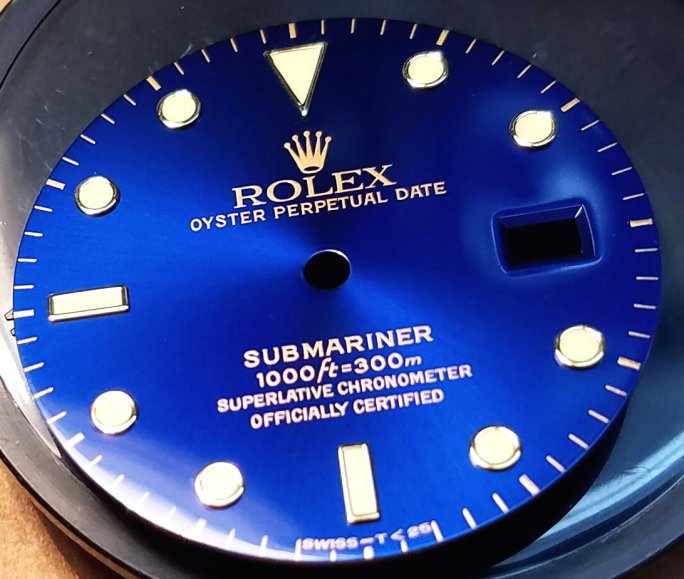 ROLEX
OYSTER PERPETUAL DATE
SUBMARINER
1000ft=300m
SUPERLATIVE CHRONOMETER
OFFICIALLY CERTIFIED
SWISS-T<25